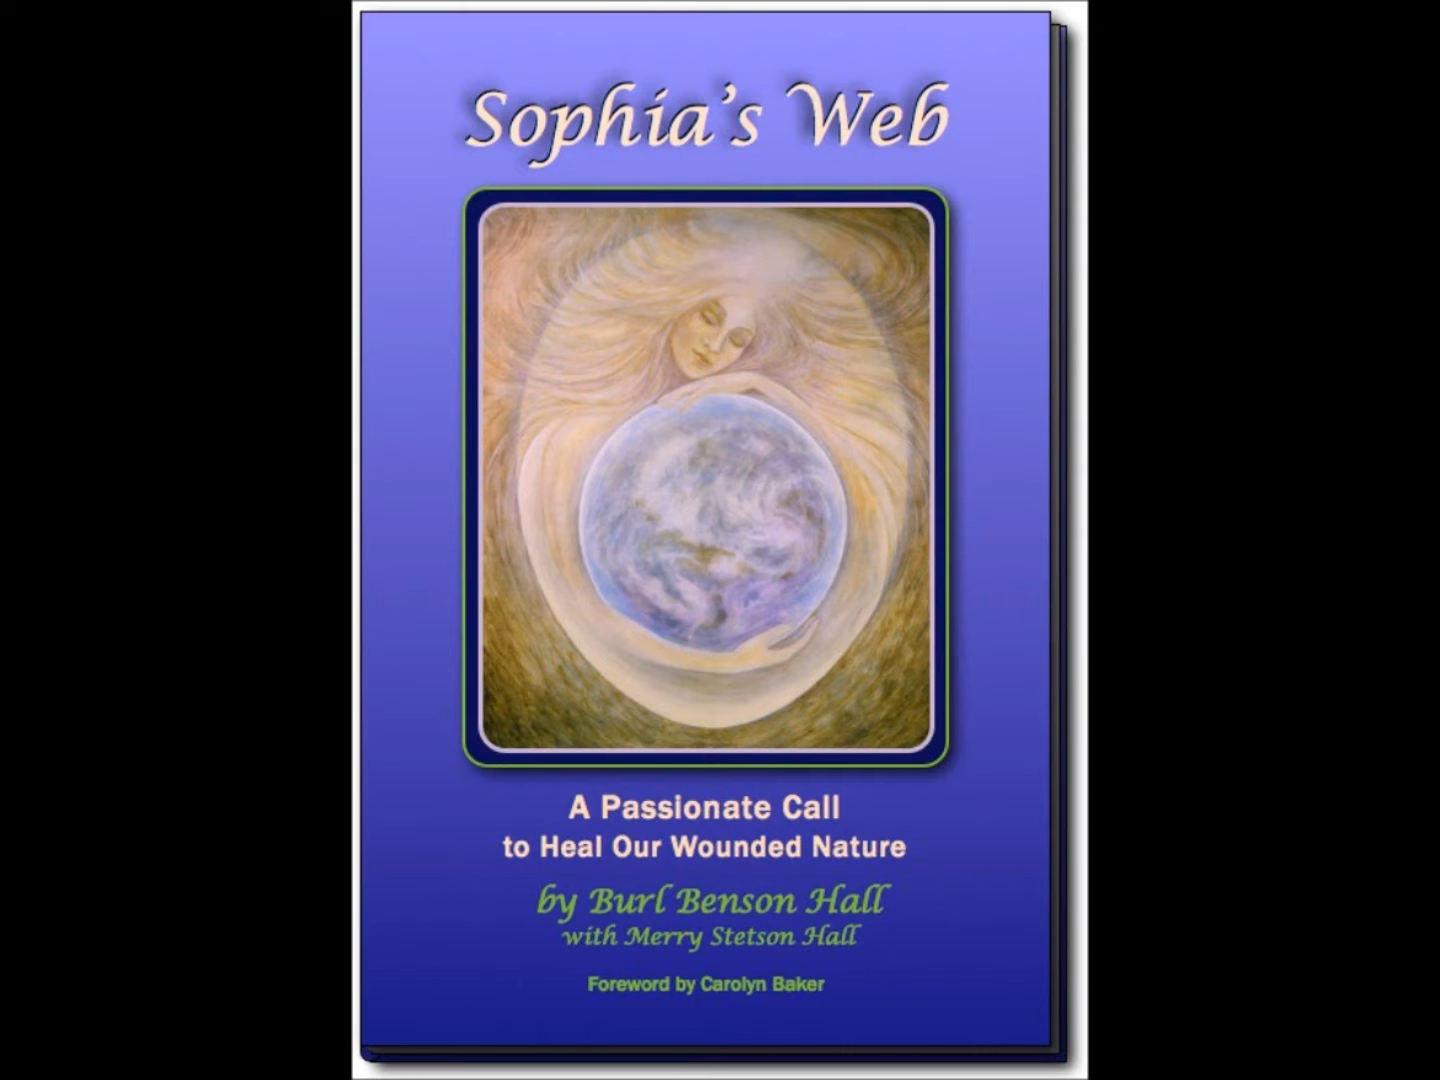 Sophia's Web
A Passionate Call
to Heal Our Wounded Nature
by Burl Benson Hall
with Merry Stetson Hall
Foreword by Carolyn Baker